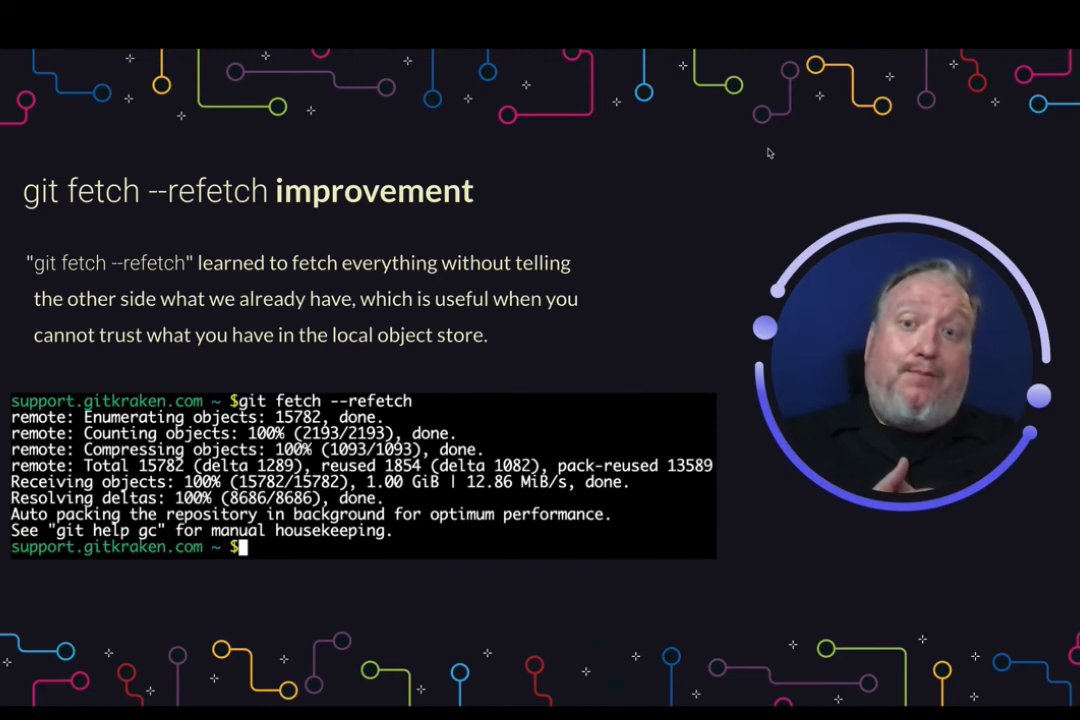 git fetch --refetch improvement
"git fetch --refetch" learned to fetch everything without telling
the other side what we already have, which is useful when you
cannot trust what you have in the local object store.
support.gitkraken.com ~ $git fetch --refetch
remote: Enumerating objects: 15782, done.
remote: Counting objects: 100% (2193/2193), done.
remote: Compressing objects: 100% (1093/1093), done.
remote: Total 15782 (delta 1289), reused 1854 (delta 1082), pack-reused 13589
Receiving objects: 100% (15782/15782), 1.00 GiB | 12.86 MiB/s, done.
Resolving deltas: 100% (8686/8686), done.
Auto packing the repository in background for optimum performance.
See "git help gc" for manual housekeeping.
support.gitkraken.com ~ $